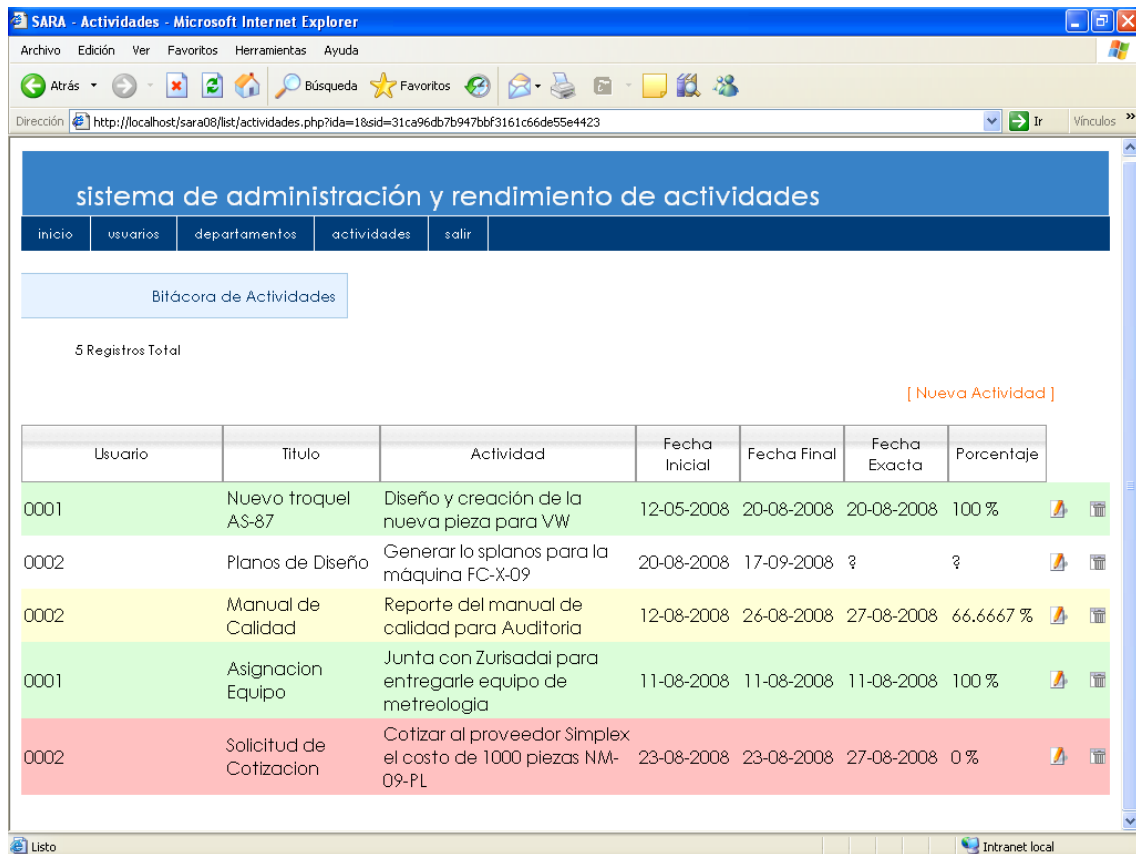 SARA - Actividades - Microsoft Internet Explorer
Archivo Edición Ver Favoritos Herramientas Ayuda
Atrás Búsqueda Favoritos
Dirección http://localhost/sara08/list/actividades.php?ida=1&sid=31ca96db7b947bbf3161c66de55e4423 Ir Vínculos »
sistema de administración y rendimiento de actividades
inicio usuarios departamentos actividades salir
Bitácora de Actividades
5 Registros Total
[ Nueva Actividad ]
Usuario Titulo Actividad Fecha Inicial Fecha Final Fecha Exacta Porcentaje
0001 Nuevo troquel AS-87 Diseño y creación de la nueva pieza para VW 12-05-2008 20-08-2008 20-08-2008 100 %
0002 Planos de Diseño Generar lo splanos para la máquina FC-X-09 20-08-2008 17-09-2008 ? ?
0002 Manual de Calidad Reporte del manual de calidad para Auditoria 12-08-2008 26-08-2008 27-08-2008 66.6667 %
0001 Asignacion Equipo Junta con Zurisadai para entregarle equipo de metreologia 11-08-2008 11-08-2008 11-08-2008 100 %
0002 Solicitud de Cotizacion Cotizar al proveedor Simplex el costo de 1000 piezas NM-09-PL 23-08-2008 23-08-2008 27-08-2008 0 %
Listo Intranet local